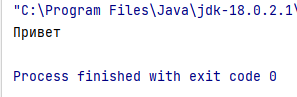 "C:\Program Files\Java\jdk-18.0.2.1\
Привет
Process finished with exit code 0